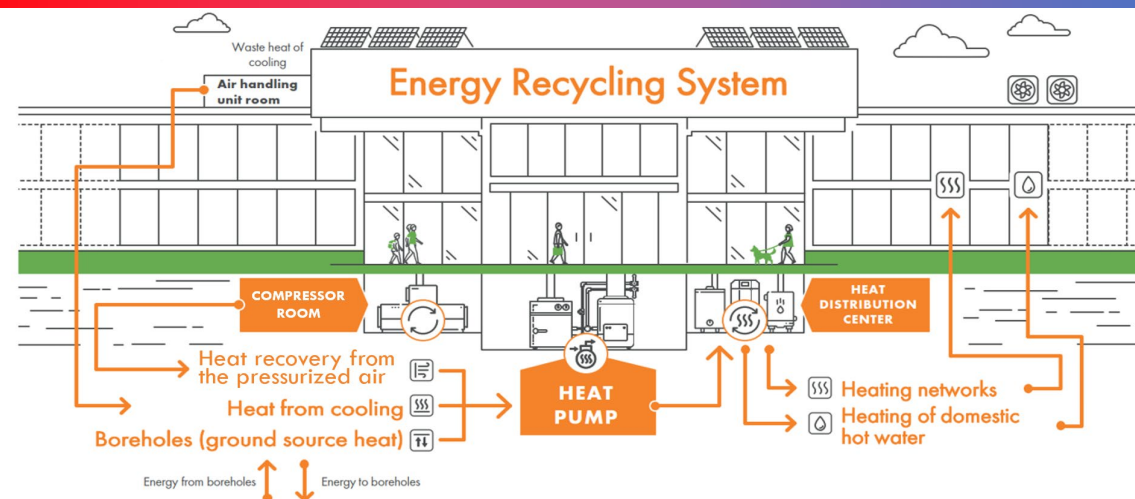 Waste heat of
cooling
Air handling
unit room
Energy Recycling System
COMPRESSOR
ROOM
HEAT
DISTRIBUTION
CENTER
Heat recovery from
the pressurized air
Heat from cooling
Boreholes (ground source heat)
HEAT
PUMP
Heating networks
Heating of domestic
hot water
Energy from boreholes
Energy to boreholes